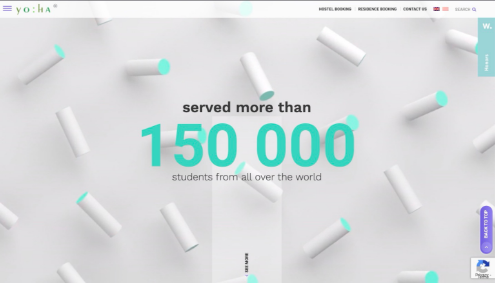 yo:HA
HOSTEL BOOKING
RESIDENCE BOOKING
CONTACT US
SEARCH
W.
served more than
150 000
students from all over the world
SEE MORE
BACK TO TOP